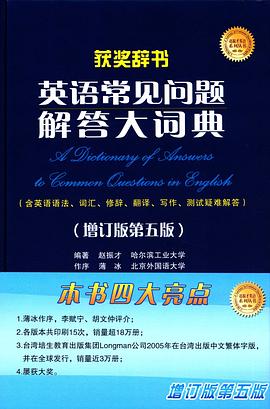 获奖辞书
英语常见问题
解答大词典
A Dictionary of Answers
to Common Questions in English
(含英语语法、词汇、修辞、翻译、写作、测试疑难解答)
(增订版第五版)
编著 赵振才 哈尔滨工业大学
作序 薄冰 北京外国语大学
本书四大亮点
1.薄冰作序,李赋宁、胡文仲评介;
2.各版本共印刷15次,销量超18万册;
3.台湾培生教育出版集团Longman公司2005年在台湾出版中文繁体字版,
并在全球发行,销量近3万册;
4.屡获大奖。
增订版第五版